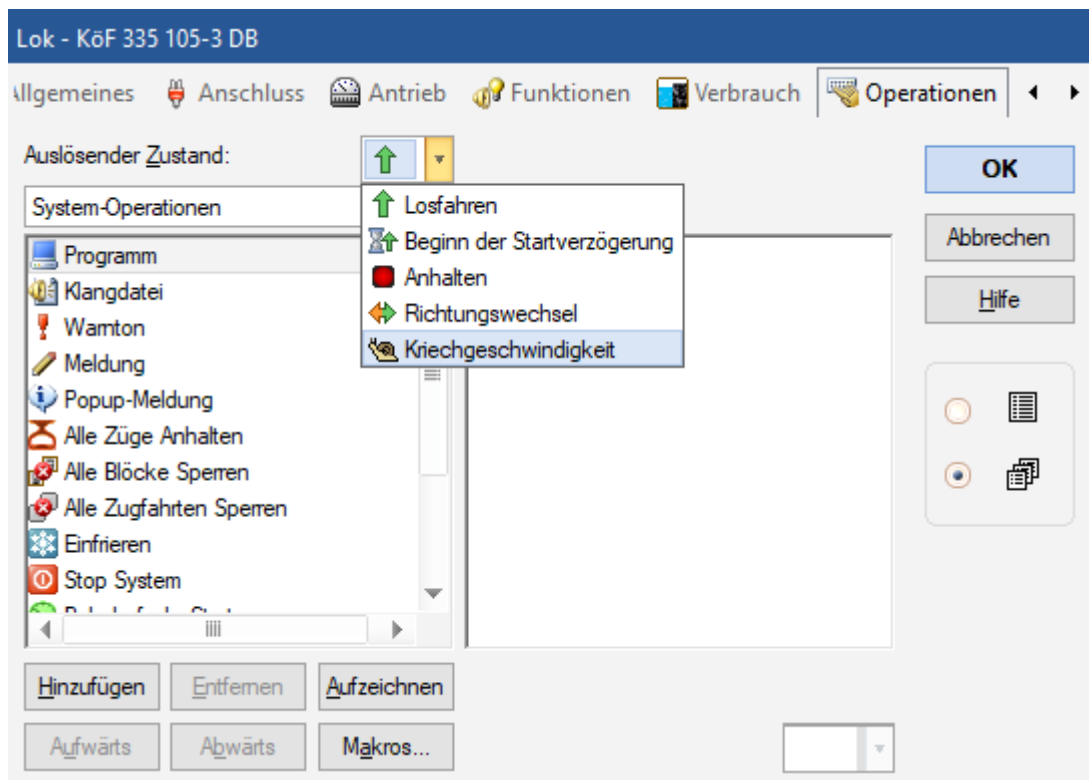 Lok - KöF 335 105-3 DB
Allgemeines Anschluss Antrieb Funktionen Verbrauch Operationen
Auslösender Zustand:
OK
System-Operationen
Losfahren
Beginn der Startverzögerung
Abbrechen
Programm
Anhalten
Klangdatei
Hilfe
Richtungswechsel
Warnton
Kriechgeschwindigkeit
Meldung
Popup-Meldung
Alle Züge Anhalten
Alle Blöcke Sperren
Alle Zugfahrten Sperren
Einfrieren
Stop System
Hinzufügen Entfernen Aufzeichnen
Aufwärts Abwärts Makros...